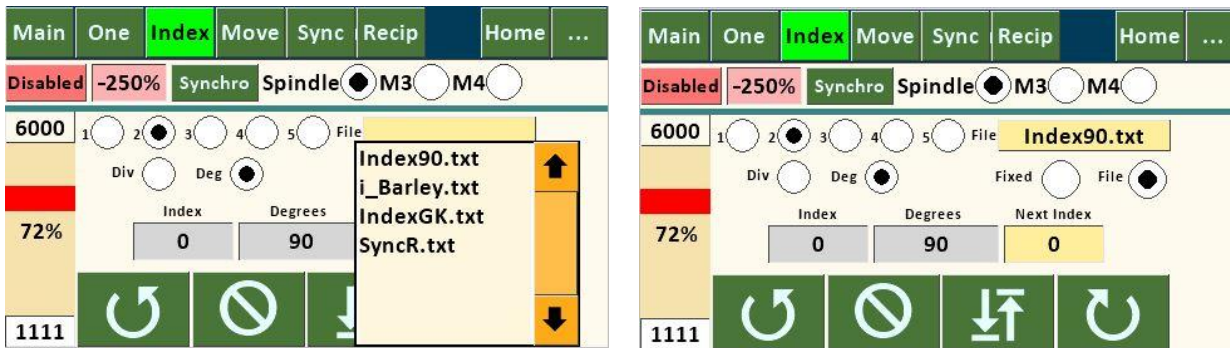 Main One Index Move Sync Recip Home ...
Disabled -250% Synchro Spindle M3 M4
6000 1 2 3 4 5 File
Index90.txt
i_Barley.txt
IndexGK.txt
SyncR.txt
Div Deg
Index Degrees
72% 0 90
1111
Main One Index Move Sync Recip Home ...
Disabled -250% Synchro Spindle M3 M4
6000 1 2 3 4 5 File Index90.txt
Div Deg Fixed File
Index Degrees Next Index
72% 0 90 0
1111